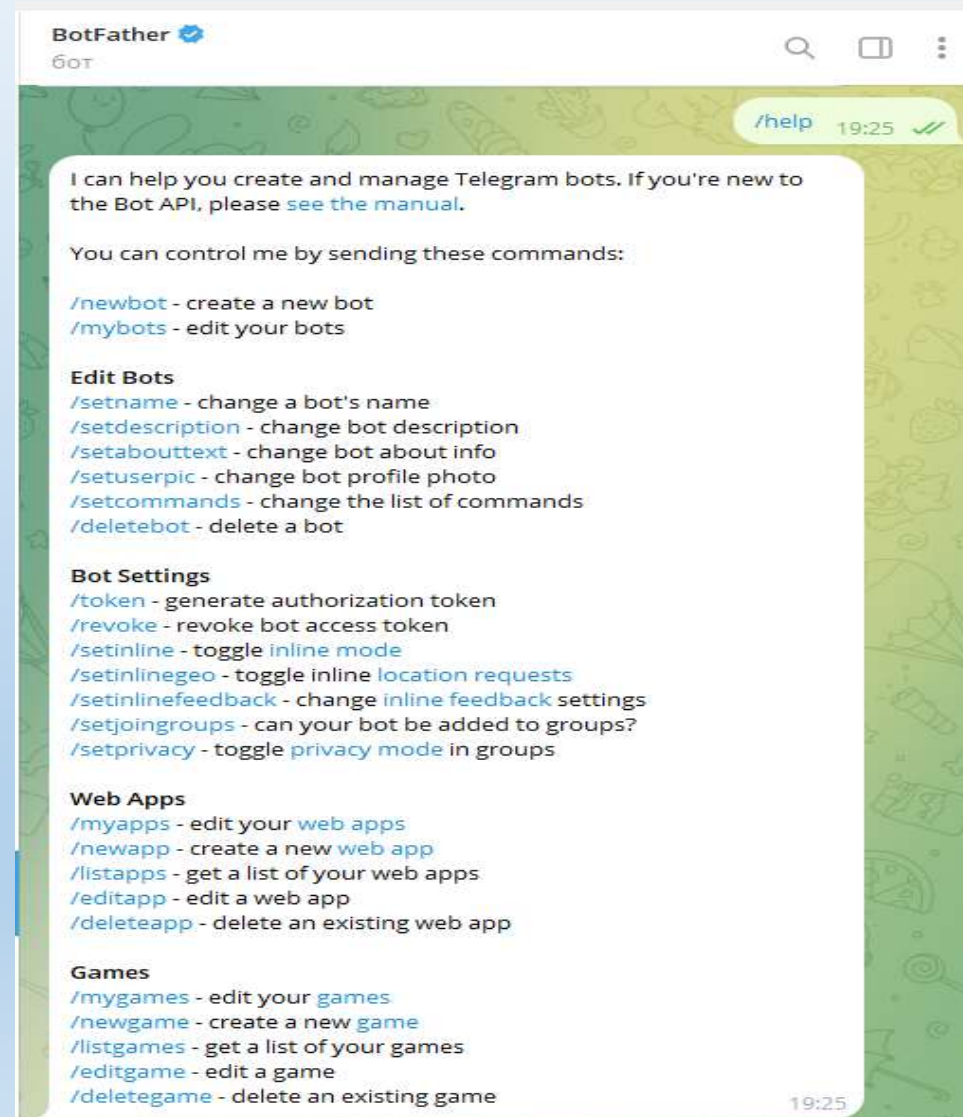 BotFather
бот
/help 19:25
I can help you create and manage Telegram bots. If you're new to
the Bot API, please see the manual.
You can control me by sending these commands:
/newbot - create a new bot
/mybots - edit your bots
Edit Bots
/setname - change a bot's name
/setdescription - change bot description
/setabouttext - change bot about info
/setuserpic - change bot profile photo
/setcommands - change the list of commands
/deletebot - delete a bot
Bot Settings
/token - generate authorization token
/revoke - revoke bot access token
/setinline - toggle inline mode
/setinlinegeo - toggle inline location requests
/setinlinefeedback - change inline feedback settings
/setjoingroups - can your bot be added to groups?
/setprivacy - toggle privacy mode in groups
Web Apps
/myapps - edit your web apps
/newapp - create a new web app
/listapps - get a list of your web apps
/editapp - edit a web app
/deleteapp - delete an existing web app
Games
/mygames - edit your games
/newgame - create a new game
/listgames - get a list of your games
/editgame - edit a game
/deletegame - delete an existing game
19:25